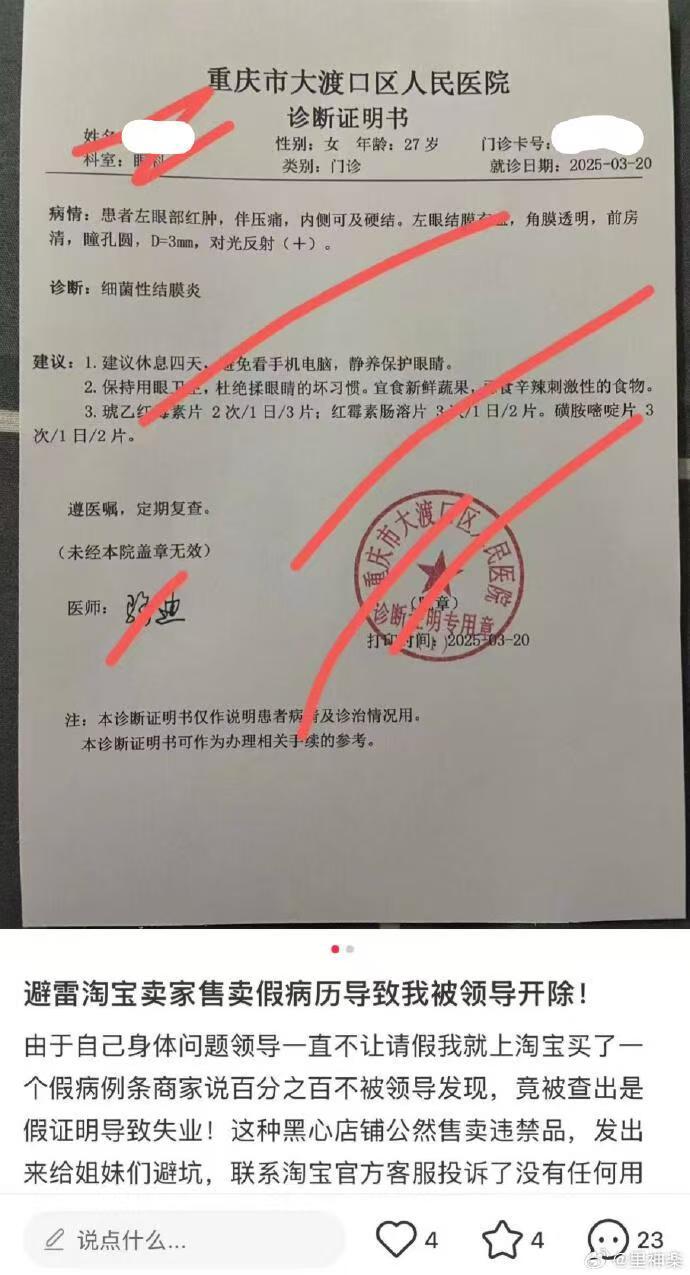 重庆市大渡口区人民医院
诊断证明书
性别：女 年龄：27岁 门诊卡号：
科室：眼科 类别：门诊 就诊日期：2025-03-20
病情：患者左眼部红肿，伴压痛，内侧可及硬结。左眼结膜充血，角膜透明，前房
清，瞳孔圆，D=3mm，对光反射（＋）。
诊断：细菌性结膜炎
建议：1. 建议休息四天，避免看手机电脑，静养保护眼睛。
2. 保持用眼卫生，杜绝揉眼睛的坏习惯。宜食新鲜蔬果，食辛辣刺激性的食物。
3. 琥乙红霉素片 2次/1日/3片；红霉素肠溶片 3次/1日/2片。磺胺嘧啶片 3
次/1日/2片。
遵医嘱，定期复查。
（未经本院盖章无效）
重庆市大渡口区人民医院
诊断证明专用章
医师：
（盖章）
打印时间：2025-03-20
注：本诊断证明书仅作说明患者病情及诊治情况用。
本诊断证明书可作为办理相关手续的参考。
避雷淘宝卖家售卖假病历导致我被领导开除！
由于自己身体问题领导一直不让请假我就上淘宝买了一
个假病例条商家说百分之百不被领导发现，竟被查出是
假证明导致失业！这种黑心店铺公然售卖违禁品，发出
来给姐妹们避坑，联系淘宝官方客服投诉了没有任何用
说点什么...
4
4
23
@里神桑